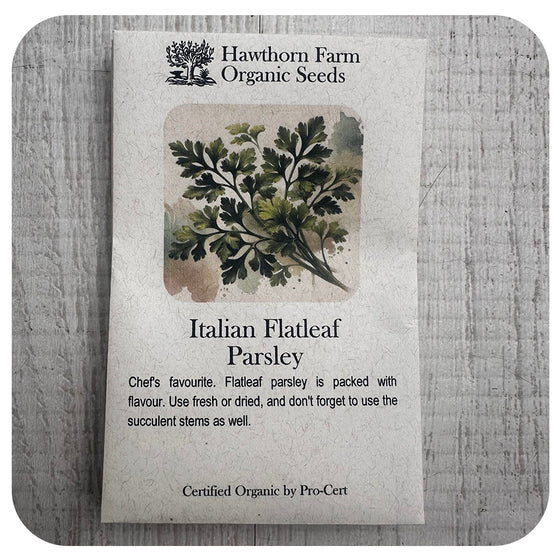 Hawthorn Farm
Organic Seeds
Italian Flatleaf
Parsley
Chef's favourite. Flatleaf parsley is packed with
flavour. Use fresh or dried, and don't forget to use the
succulent stems as well.
Certified Organic by Pro-Cert